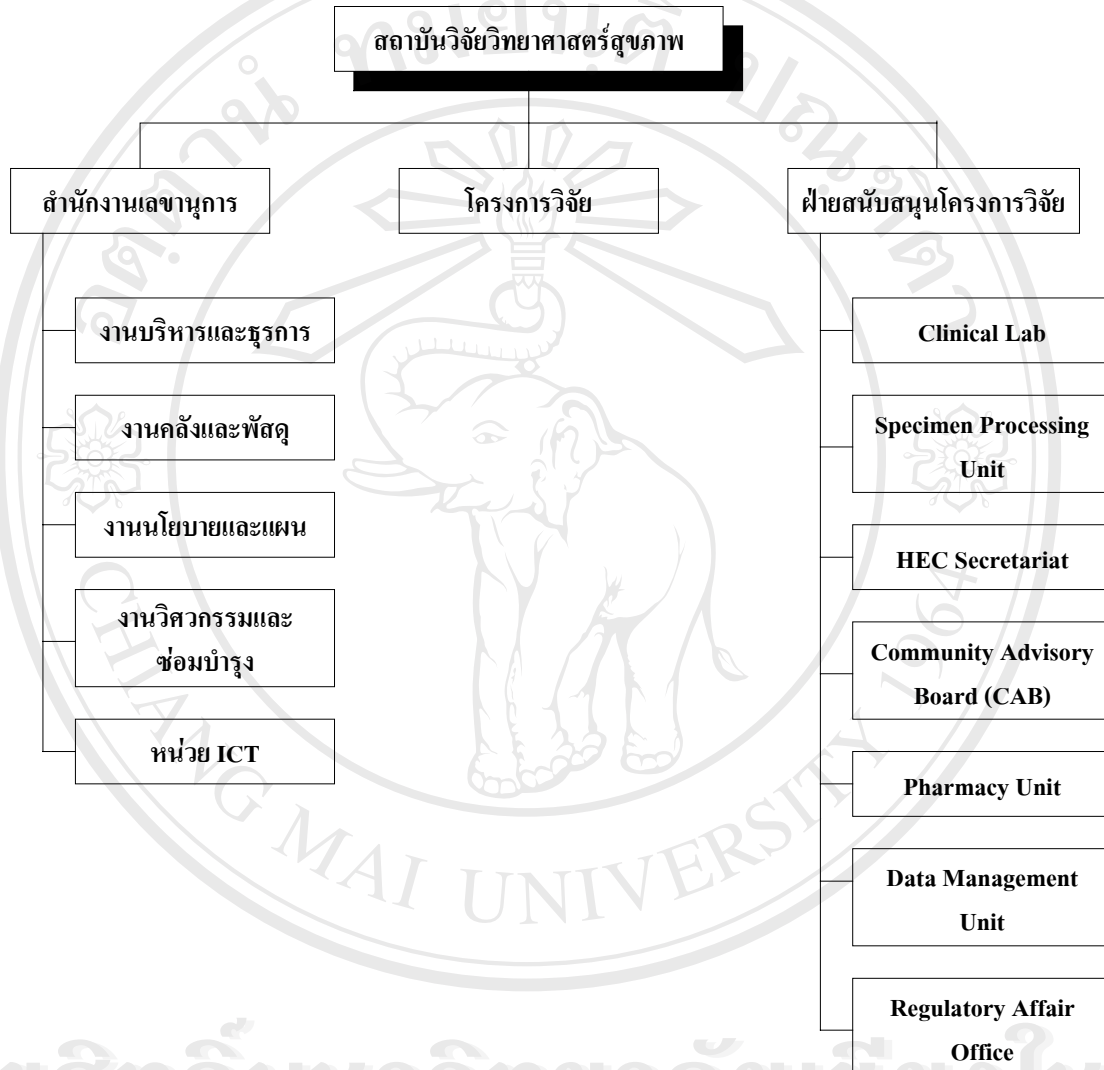 สถาบันวิจัยวิทยาศาสตร์สุขภาพ
สำนักงานเลขานุการ
โครงการวิจัย
ฝ่ายสนับสนุนโครงการวิจัย
งานบริหารและธุรการ
งานคลังและพัสดุ
งานนโยบายและแผน
งานวิศวกรรมและ
ซ่อมบำรุง
หน่วย ICT
Clinical Lab
Specimen Processing
Unit
HEC Secretariat
Community Advisory
Board (CAB)
Pharmacy Unit
Data Management
Unit
Regulatory Affair
Office
CHIANG MAI UNIVERSITY 1964